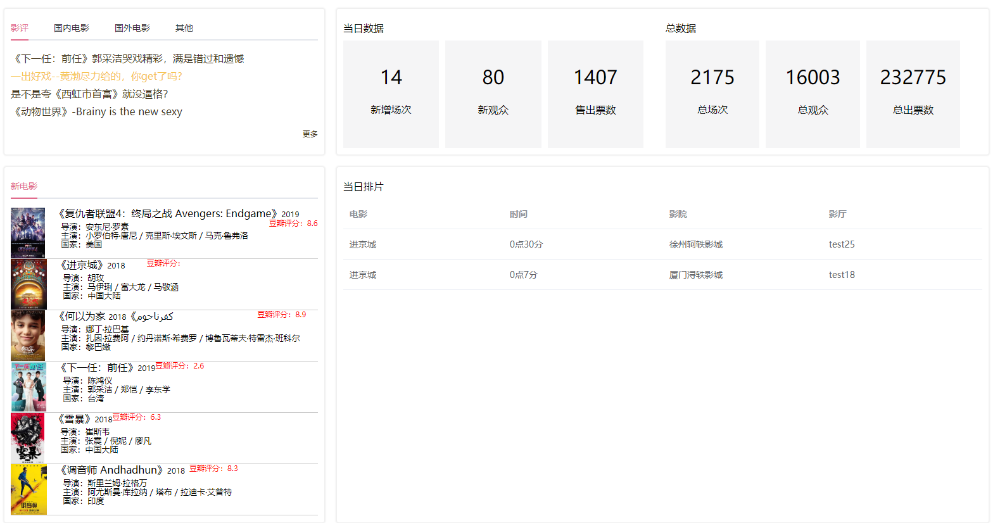 影评 国内电影 国外电影 其他
《下一任：前任》郭采洁哭戏精彩，满是错过和遗憾
一出好戏--黄渤尽力给的，你get了吗?
是不是夸《西虹市首富》就没逼格?
《动物世界》-Brainy is the new sexy
更多
当日数据
14 80 1407
新增场次 新观众 售出票数
总数据
2175 16003 232775
总场次 总观众 总出票数
新电影
《复仇者联盟4：终局之战 Avengers: Endgame》2019
豆瓣评分：8.6
导演：安东尼·罗素
主演：小罗伯特·唐尼 / 克里斯·埃文斯 / 马克·鲁弗洛
国家：美国
《进京城》2018 豆瓣评分：
导演：胡玫
主演：马伊琍 / 富大龙 / 马敬涵
国家：中国大陆
《何以为家 2018《كفرناحوم 豆瓣评分：8.9
导演：娜丁·拉巴基
主演：扎因·拉费阿 / 约丹诺斯·希费罗 / 博鲁瓦蒂夫·特雷杰·班科尔
国家：黎巴嫩
《下一任：前任》2019豆瓣评分：2.6
导演：陈鸿仪
主演：郭采洁 / 郑恺 / 李东学
国家：台湾
《雪暴》2018豆瓣评分：6.3
导演：崔斯韦
主演：张震 / 倪妮 / 廖凡
国家：中国大陆
《调音师 Andhadhun》2018 豆瓣评分：8.3
导演：斯里兰姆·拉格万
主演：阿尤斯曼·库拉纳 / 塔布 / 拉迪卡·艾普特
国家：印度
当日排片
电影 时间 影院 影厅
进京城 0点30分 徐州轲轶影城 test25
进京城 0点7分 厦门浔轶影城 test18